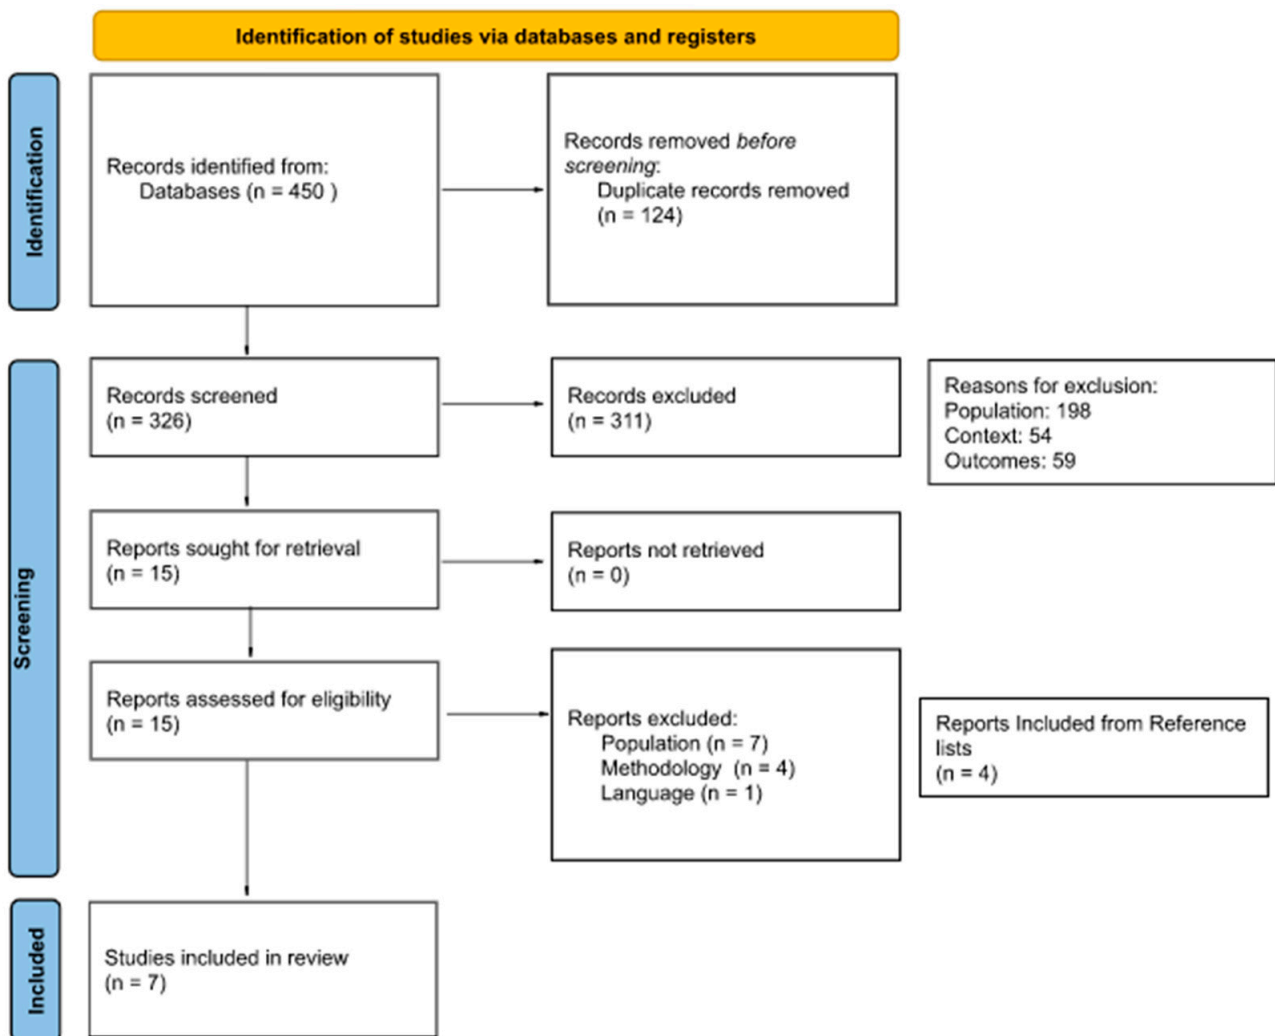 Identification of studies via databases and registers
Identification
Records identified from:
Databases (n = 450 )
Records removed before
screening:
Duplicate records removed
(n = 124)
Screening
Records screened
(n = 326)
Records excluded
(n = 311)
Reasons for exclusion:
Population: 198
Context: 54
Outcomes: 59
Reports sought for retrieval
(n = 15)
Reports not retrieved
(n = 0)
Reports assessed for eligibility
(n = 15)
Reports excluded:
Population (n = 7)
Methodology (n = 4)
Language (n = 1)
Reports Included from Reference
lists
(n = 4)
Included
Studies included in review
(n = 7)